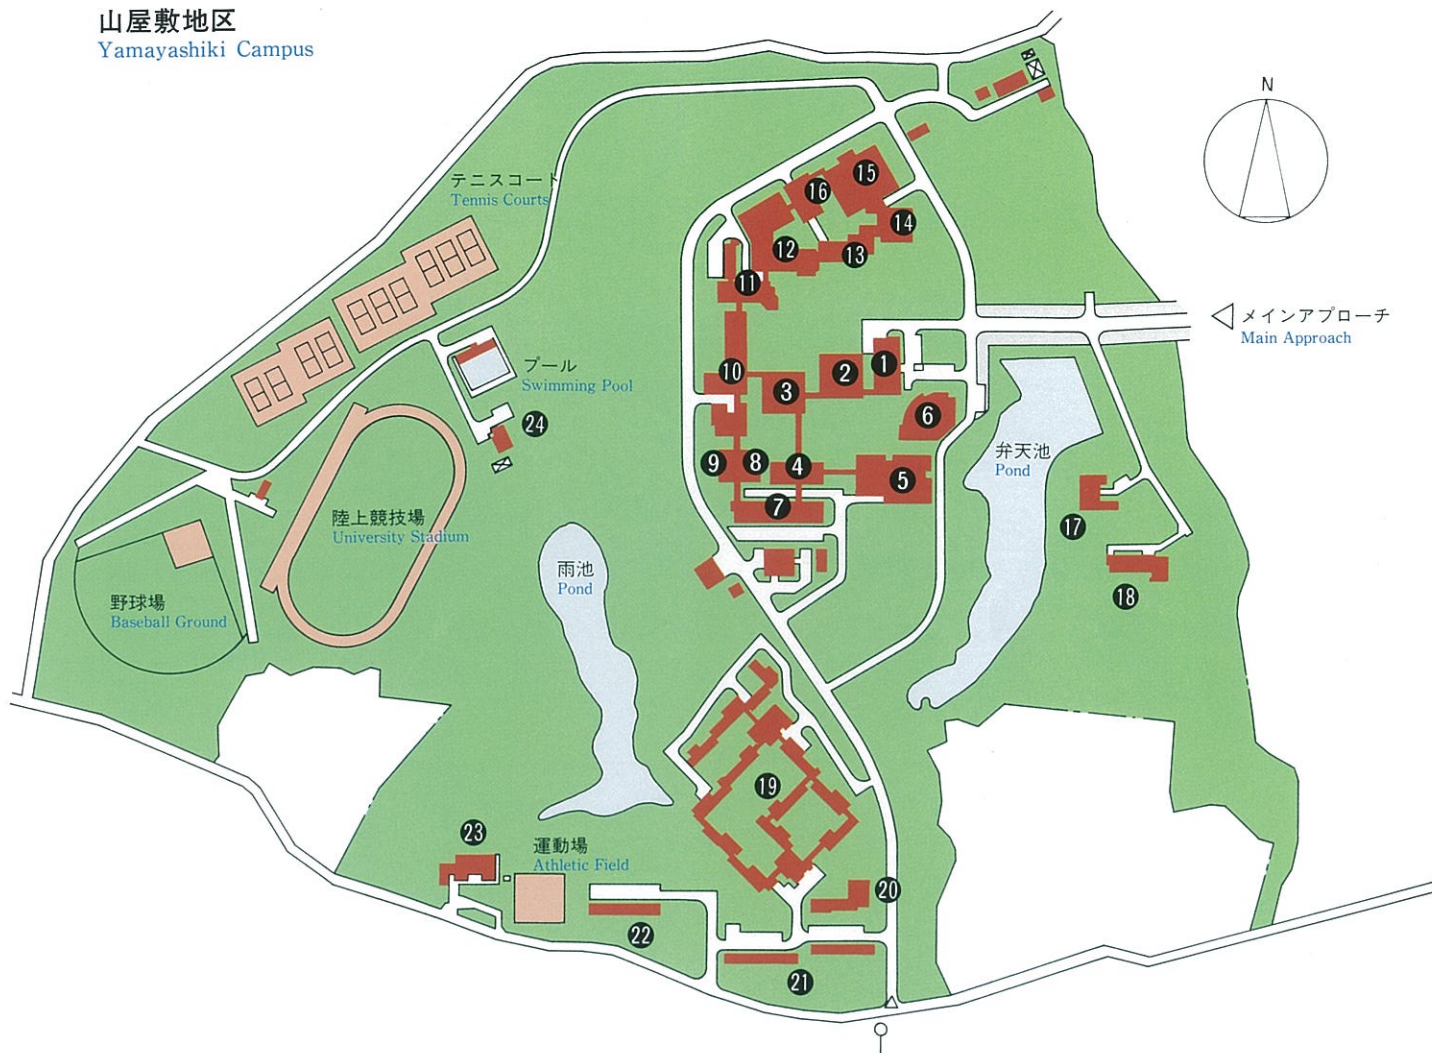 山屋敷地区
Yamayashiki Campus
N
テニスコート
Tennis Courts
メインアプローチ
Main Approach
プール
Swimming Pool
弁天池
Pond
陸上競技場
University Stadium
雨池
Pond
野球場
Baseball Ground
運動場
Athletic Field
15
16
14
12
13
11
1
2
10
3
6
24
9
8
4
5
7
17
18
19
23
20
22
21